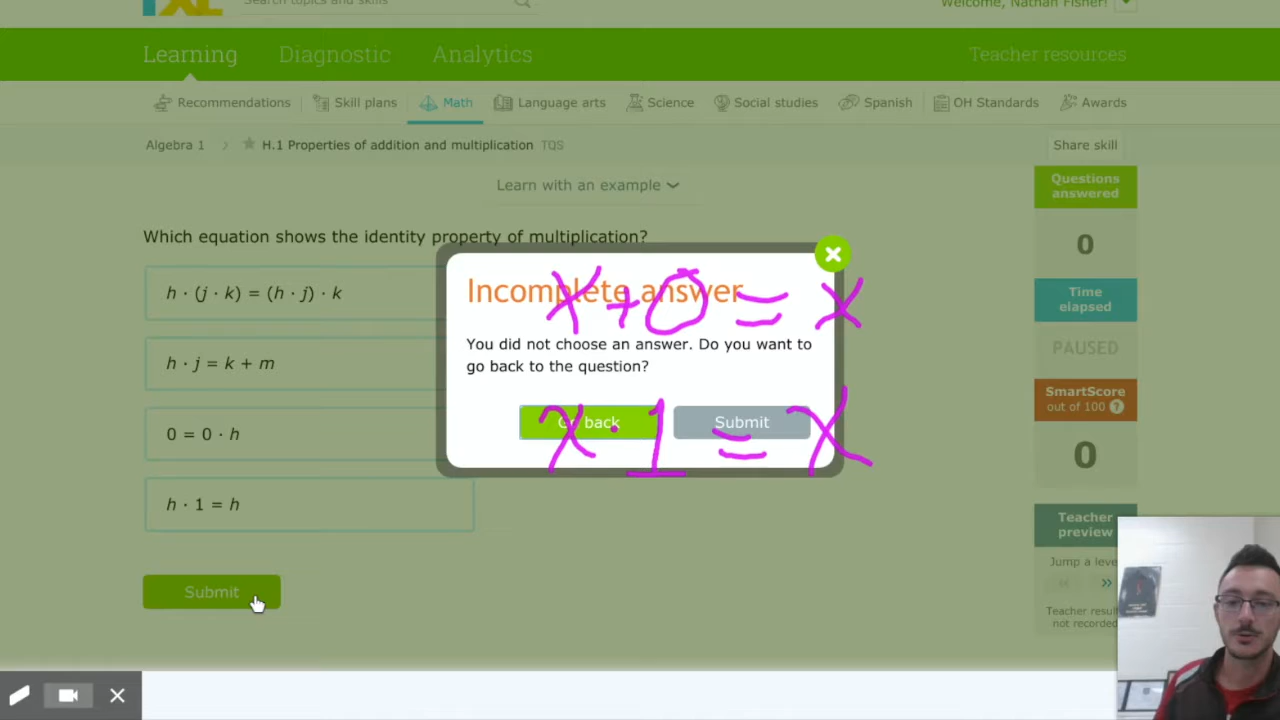 Search topics and skills
Welcome, Nathan Fisher!
Learning Diagnostic Analytics Teacher resources
Recommendations Skill plans Math Language arts Science Social studies Spanish OH Standards Awards
Algebra 1 > H.1 Properties of addition and multiplication TQS
Share skill
Learn with an example
Which equation shows the identity property of multiplication?
h · (j · k) = (h · j) · k
h · j = k + m
0 = 0 · h
h · 1 = h
Submit
Incomplete answer
You did not choose an answer. Do you want to
go back to the question?
Go back Submit
x + 0 = x
x · 1 = x
Questions
answered
0
Time
elapsed
PAUSED
SmartScore
out of 100 ?
0
Teacher
preview
Jump a level
Teacher results
not recorded